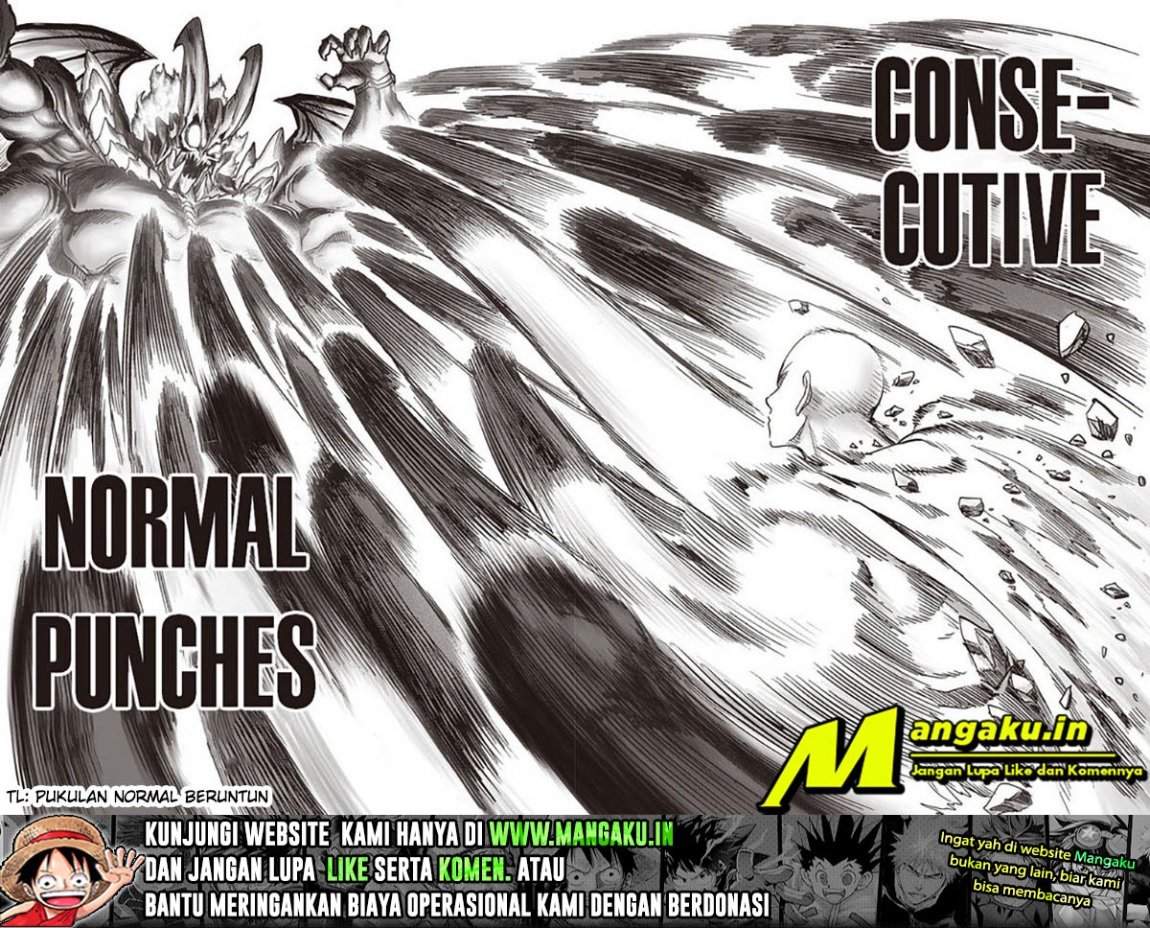 CONSE-
CUTIVE
NORMAL
PUNCHES
Mangaku.in
Jangan Lupa Like dan Komennya
TL: PUKULAN NORMAL BERUNTUN
KUNJUNGI WEBSITE KAMI HANYA DI WWW.MANGAKU.IN
DAN JANGAN LUPA LIKE SERTA KOMEN. ATAU
BANTU MERINGANKAN BIAYA OPERASIONAL KAMI DENGAN BERDONASI
Ingat yah di website Mangaku
bukan yang lain, biar kami
bisa membacanya